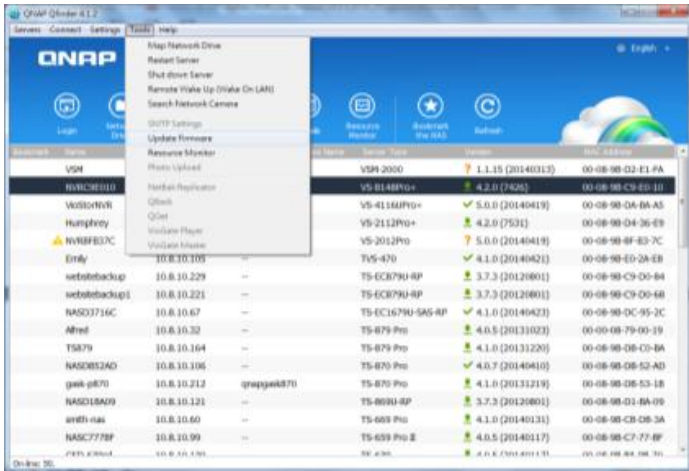 QNAP Qfinder 4.1.2
Servers Connect Settings Tools Help
QNAP
English
Map Network Drive
Restart Server
Shut down Server
Remote Wake Up (Wake On LAN)
Search Network Camera
SMTP Settings
Update Firmware
Resource Monitor
Photo Upload
NetBak Replicator
QBack
QGet
VioGate Player
VioGate Master
Login
Resource Monitor
Bookmark the NAS
Refresh
Name Server Type Version MAC Address
VSM VSM-2000 1.1.15 (20140313) 00-08-9B-D2-E1-FA
NVRC9E010 VS-8148Pro+ 4.2.0 (7426) 00-08-9B-C9-E0-10
VioStorNVR VS-4116UPro+ 5.0.0 (20140419) 00-08-9B-DA-BA-A5
Humphrey VS-2112Pro+ 4.2.0 (7531) 00-08-9B-D4-36-E9
NVRBFB37C VS-2012Pro 5.0.0 (20140419) 00-08-9B-BF-B3-7C
Emily 10.8.10.105 -- TVS-470 4.1.0 (20140421) 00-08-9B-E0-2A-EB
websitebackup 10.8.10.229 -- TS-EC879U-RP 3.7.3 (20120801) 00-08-9B-C9-D0-84
websitebackup1 10.8.10.221 -- TS-EC879U-RP 3.7.3 (20120801) 00-08-9B-C9-D0-68
NASD3716C 10.8.10.67 -- TS-EC1679U-SAS-RP 4.1.0 (20140423) 00-08-9B-DC-95-2C
Alfred 10.8.10.32 -- TS-879 Pro 4.0.5 (20131023) 00-00-08-79-00-19
TS879 10.8.10.164 -- TS-879 Pro 4.1.0 (20131220) 00-08-9B-DB-C0-BA
NASD852AD 10.8.10.106 -- TS-870 Pro 4.0.7 (20140410) 00-08-9B-D8-52-AD
gask-p870 10.8.10.212 qnapgask870 TS-870 Pro 4.1.0 (20131219) 00-08-9B-D8-53-1B
NASD18A09 10.8.10.121 -- TS-869U-RP 3.7.3 (20120801) 00-08-9B-D1-8A-09
smith-nas 10.8.10.60 -- TS-669 Pro 4.1.0 (20140131) 00-08-9B-CB-DB-3A
NASC777BF 10.8.10.99 -- TS-659 Pro II 4.0.5 (20140117) 00-08-9B-C7-77-BF
On-line: 50.